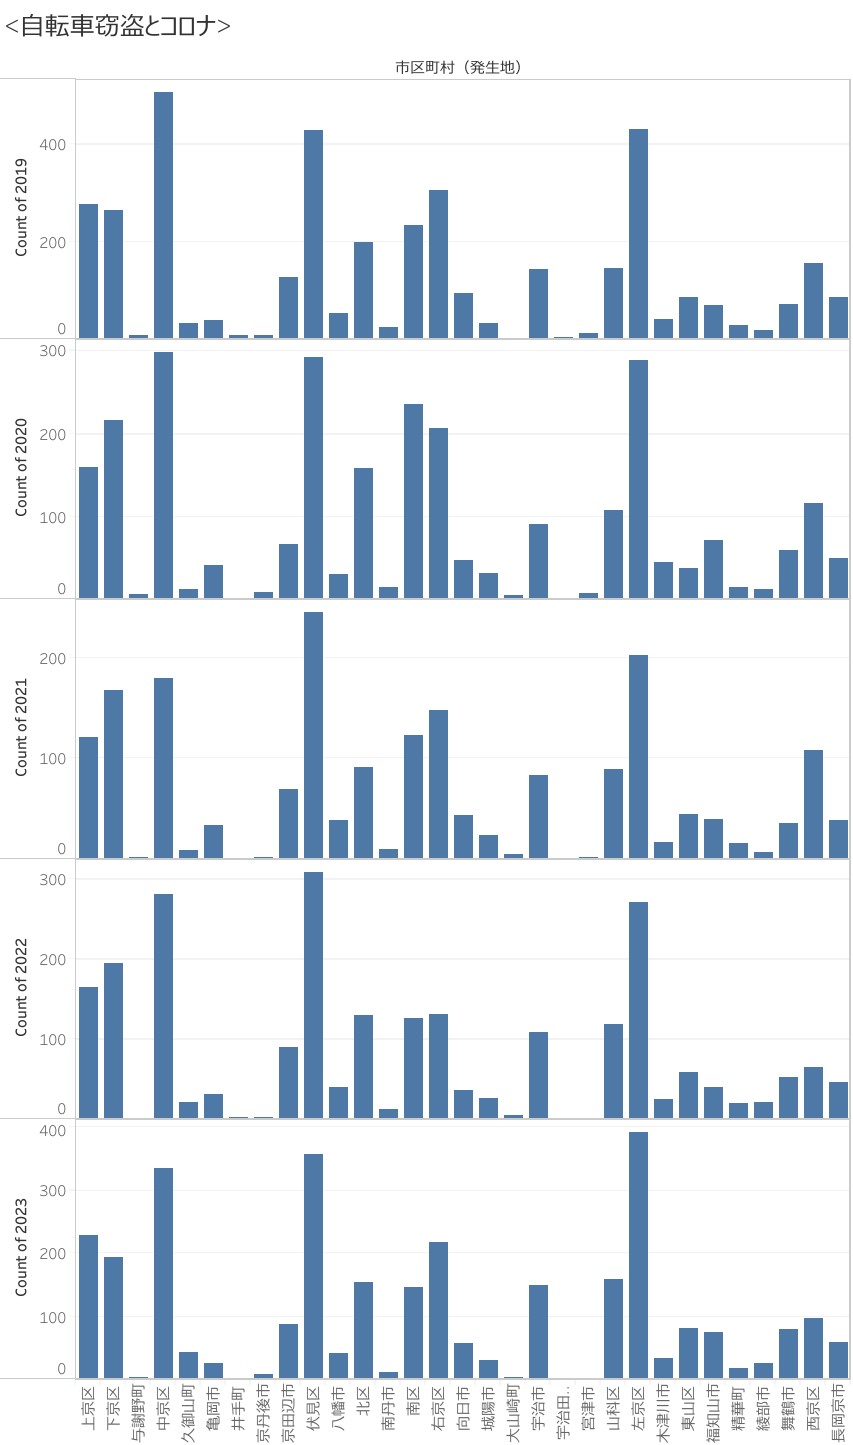 <自転車窃盗とコロナ>
市区町村（発生地）
Count of 2019
400
200
0
Count of 2020
300
200
100
0
Count of 2021
200
100
0
Count of 2022
300
200
100
0
Count of 2023
400
300
200
100
0
上京区
下京区
与謝野町
中京区
久御山町
亀岡市
井手町
京丹後市
京田辺市
伏見区
八幡市
北区
南丹市
南区
右京区
向日市
城陽市
大山崎町
宇治市
宇治田..
宮津市
山科区
左京区
木津川市
東山区
福知山市
精華町
綾部市
舞鶴市
西京区
長岡京市